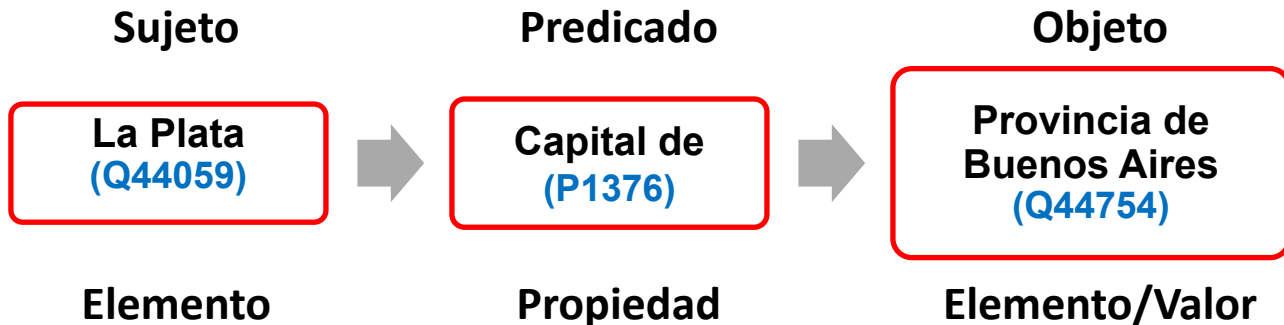 Sujeto
Predicado
Objeto
La Plata
(Q44059)
Capital de
(P1376)
Provincia de
Buenos Aires
(Q44754)
Elemento
Propiedad
Elemento/Valor